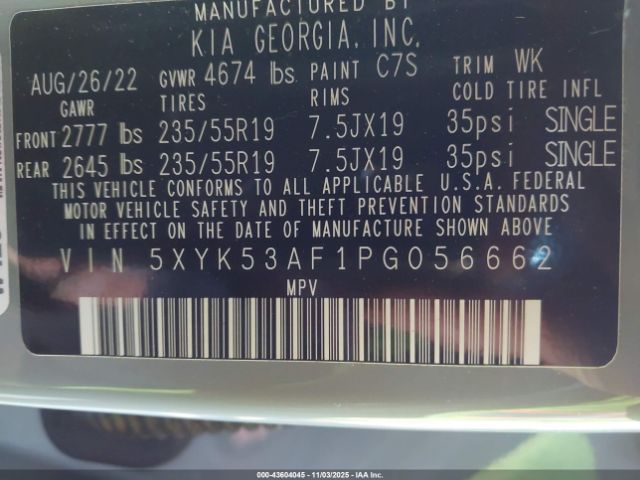 MANUFACTURED BY
KIA GEORGIA, INC.
AUG/26/22 GVWR 4674 lbs PAINT C7S TRIM WK
GAWR TIRES RIMS COLD TIRE INFL
FRONT 2777 lbs 235/55R19 7.5JX19 35psi SINGLE
REAR 2645 lbs 235/55R19 7.5JX19 35psi SINGLE
THIS VEHICLE CONFORMS TO ALL APPLICABLE U.S.A. FEDERAL
MOTOR VEHICLE SAFETY AND THEFT PREVENTION STANDARDS
IN EFFECT ON THE DATE OF MANUFACTURE SHOWN ABOVE.
VIN 5XYK53AF1PG056662
MPV
000-43604045 - 11/03/2025 - IAAI.CA